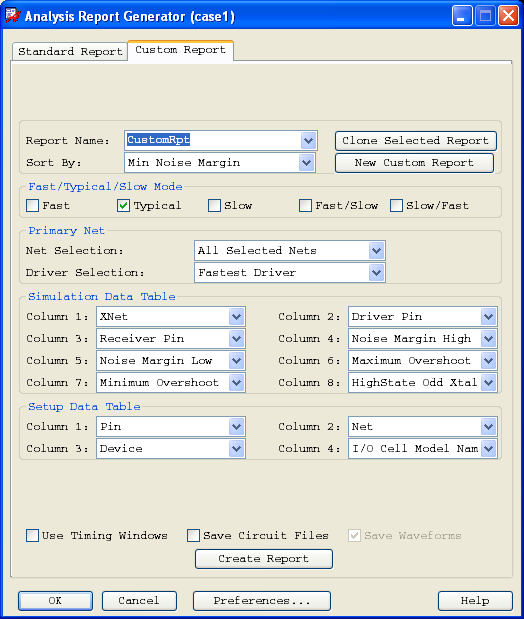 Analysis Report Generator (case1)
Standard Report Custom Report
Report Name: CustomRpt Clone Selected Report
Sort By: Min Noise Margin New Custom Report
Fast/Typical/Slow Mode
Fast Typical Slow Fast/Slow Slow/Fast
Primary Net
Net Selection: All Selected Nets
Driver Selection: Fastest Driver
Simulation Data Table
Column 1: XNet Column 2: Driver Pin
Column 3: Receiver Pin Column 4: Noise Margin High
Column 5: Noise Margin Low Column 6: Maximum Overshoot
Column 7: Minimum Overshoot Column 8: HighState Odd Xtal
Setup Data Table
Column 1: Pin Column 2: Net
Column 3: Device Column 4: I/O Cell Model Nam
Use Timing Windows Save Circuit Files Save Waveforms
Create Report
OK Cancel Preferences... Help